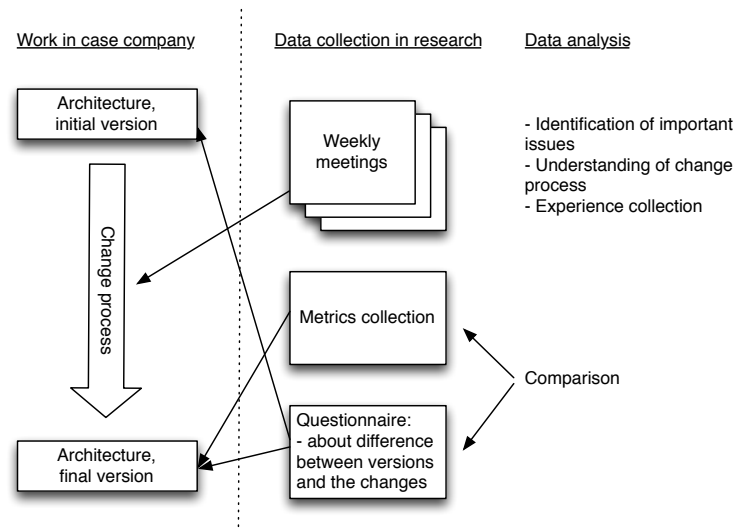 Work in case company
Data collection in research
Data analysis
Architecture,
initial version
Change process
Architecture,
final version
Weekly
meetings
Metrics collection
Questionnaire:
- about difference
between versions
and the changes
- Identification of important
issues
- Understanding of change
process
- Experience collection
Comparison